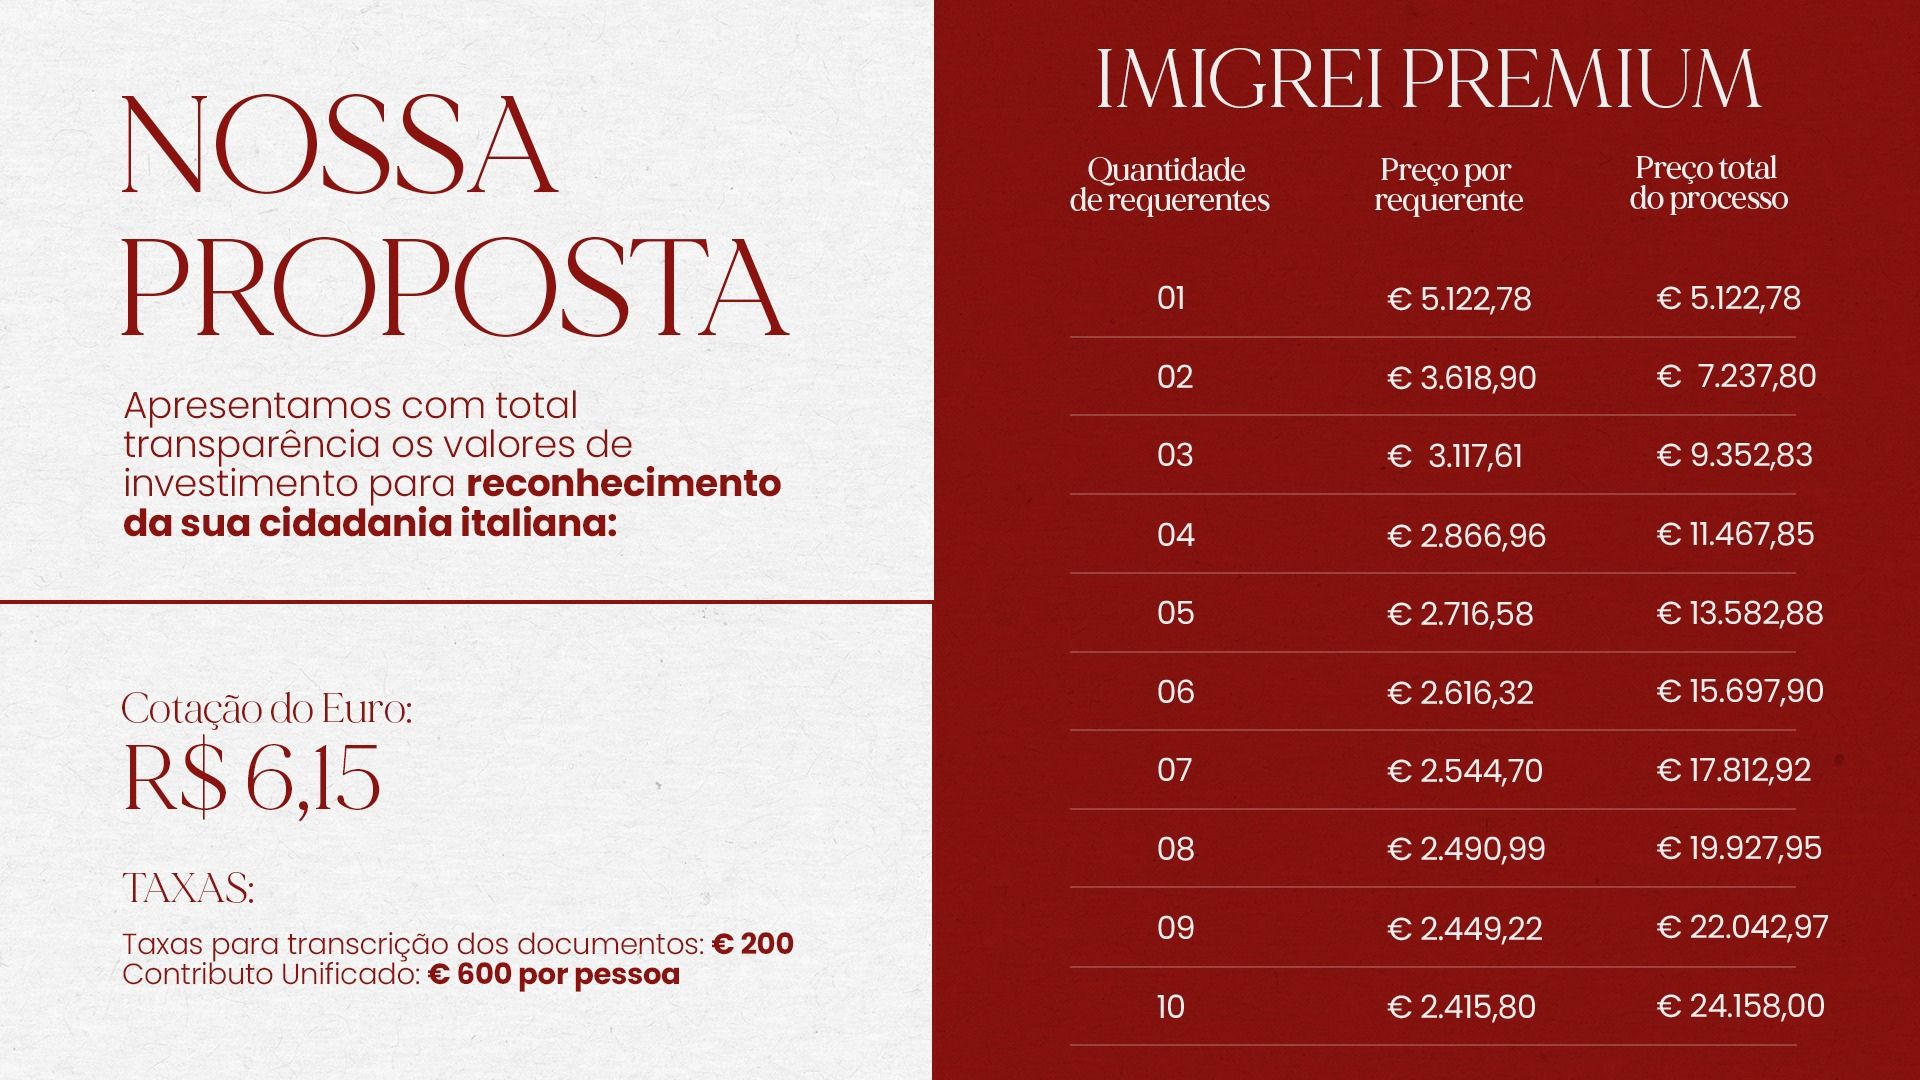 NOSSA
PROPOSTA
Apresentamos com total
transparência os valores de
investimento para reconhecimento
da sua cidadania italiana:
Cotação do Euro:
R$ 6,15
TAXAS:
Taxas para transcrição dos documentos: € 200
Contributo Unificado: € 600 por pessoa
IMIGREI PREMIUM
Quantidade
de requerentes
Preço por
requerente
Preço total
do processo
01 € 5.122,78 € 5.122,78
02 € 3.618,90 € 7.237,80
03 € 3.117,61 € 9.352,83
04 € 2.866,96 € 11.467,85
05 € 2.716,58 € 13.582,88
06 € 2.616,32 € 15.697,90
07 € 2.544,70 € 17.812,92
08 € 2.490,99 € 19.927,95
09 € 2.449,22 € 22.042,97
10 € 2.415,80 € 24.158,00